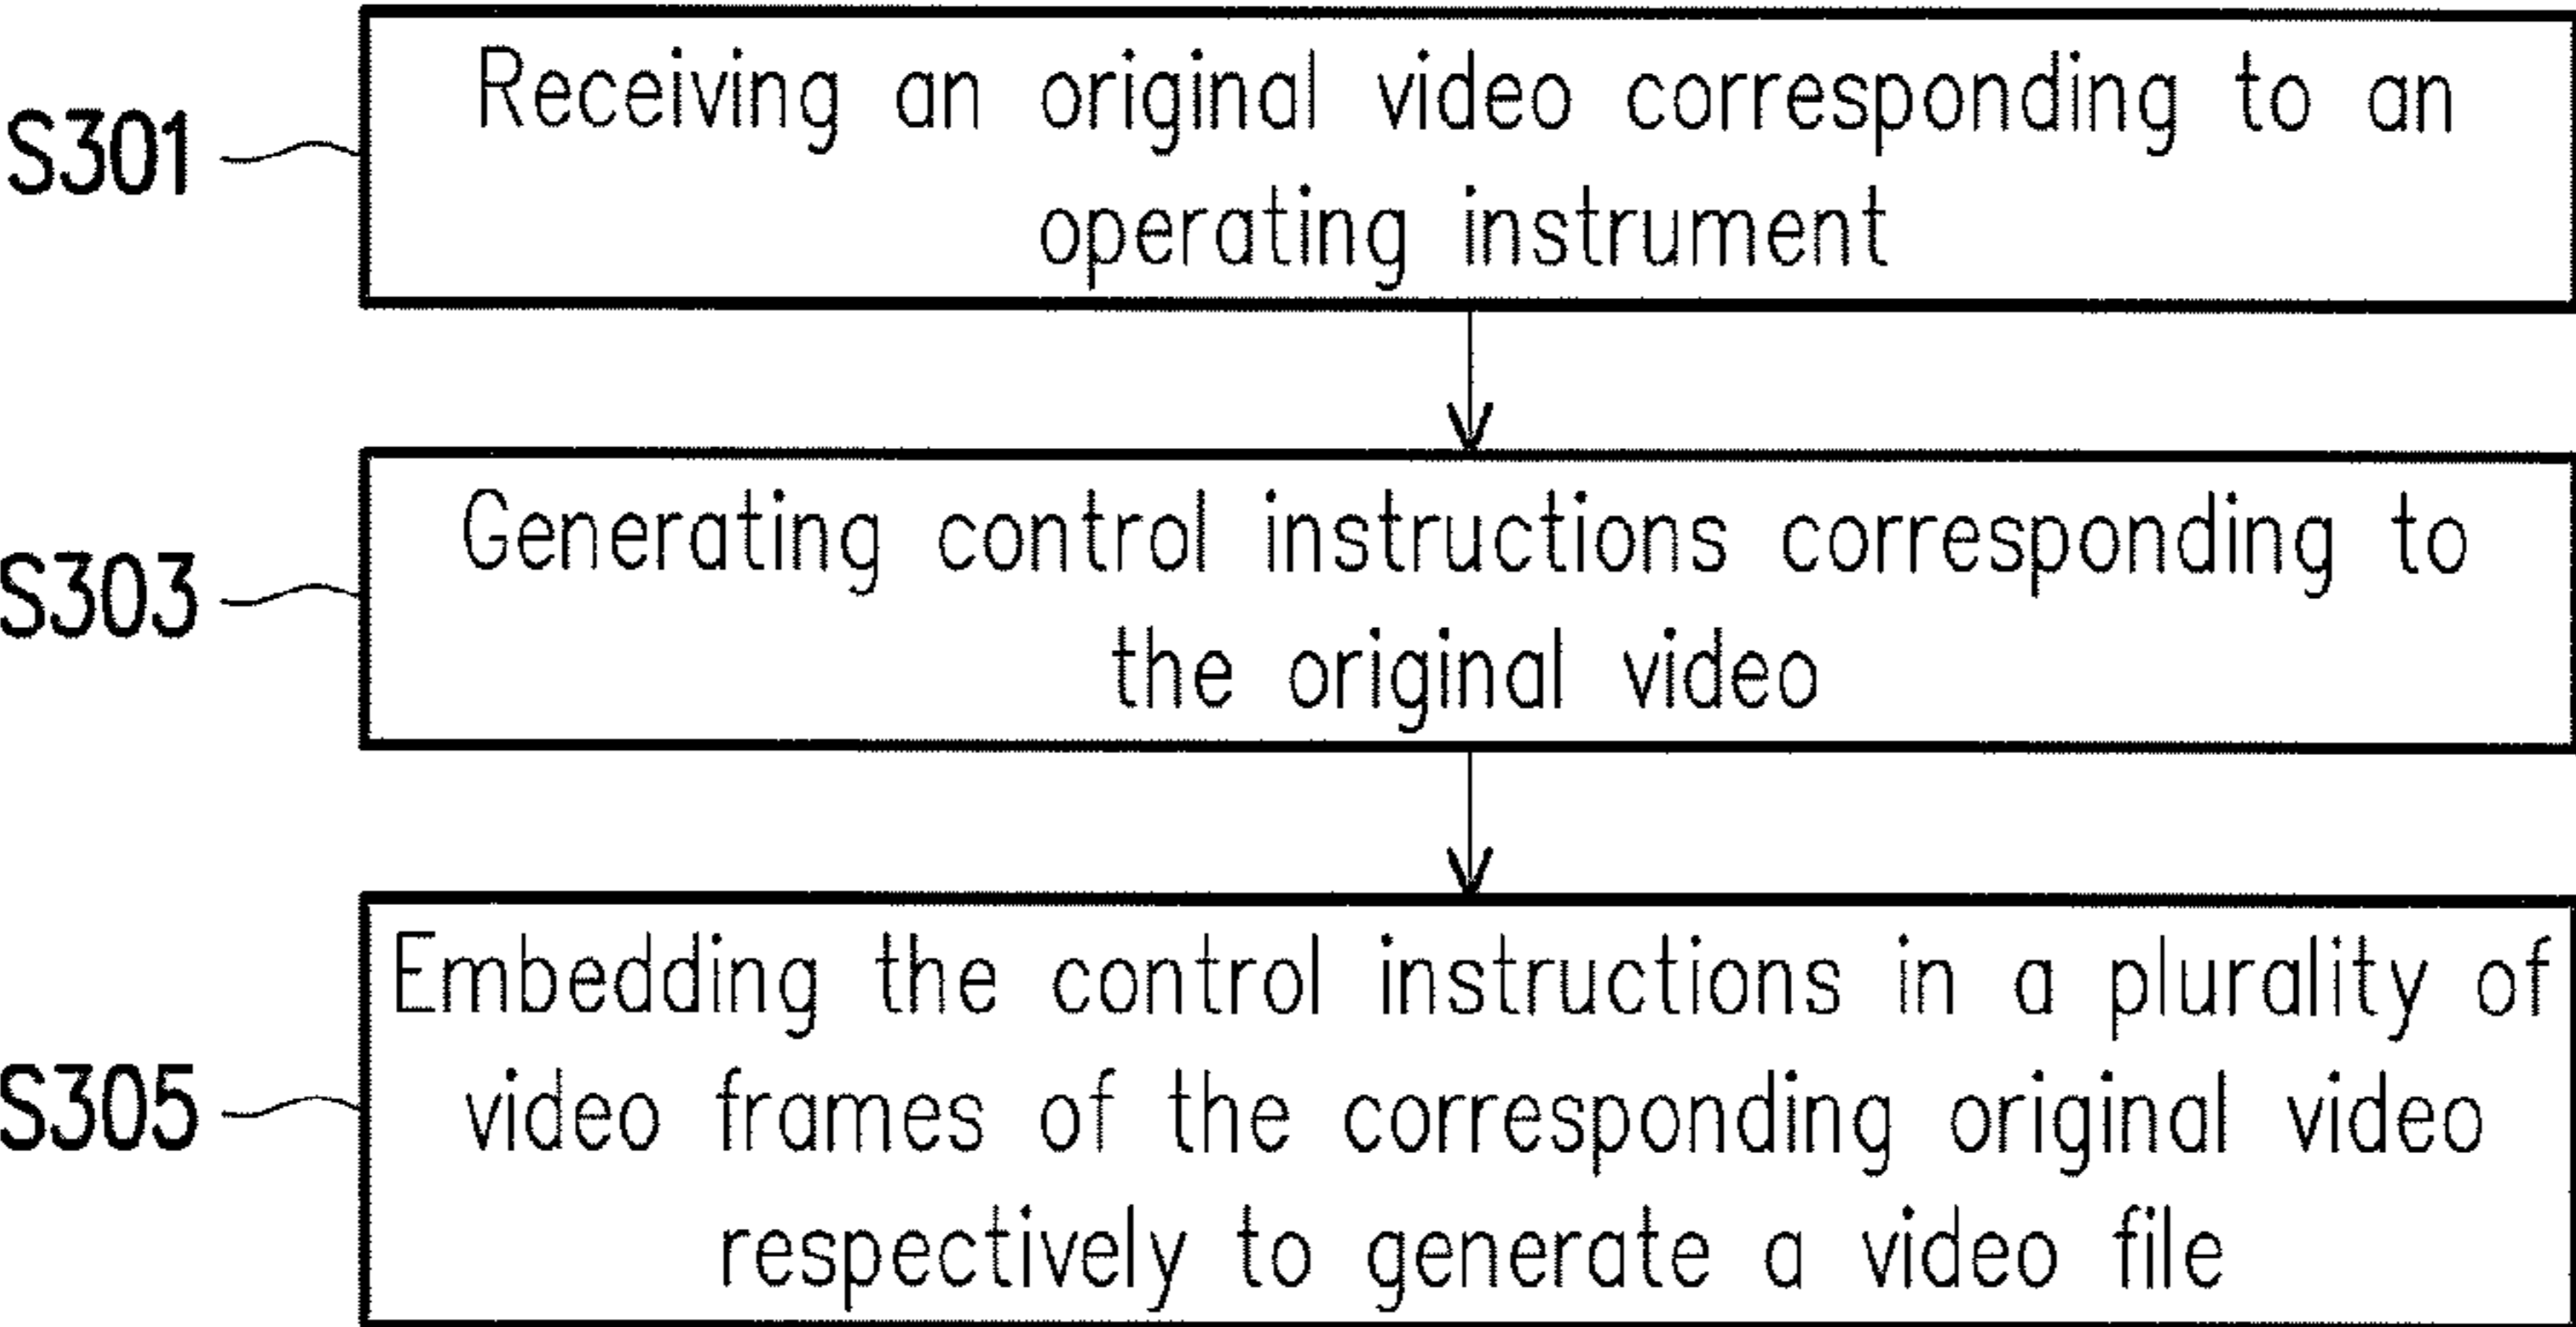 S301
Receiving an original video corresponding to an
operating instrument
S303
Generating control instructions corresponding to
the original video
S305
Embedding the control instructions in a plurality of
video frames of the corresponding original video
respectively to generate a video file